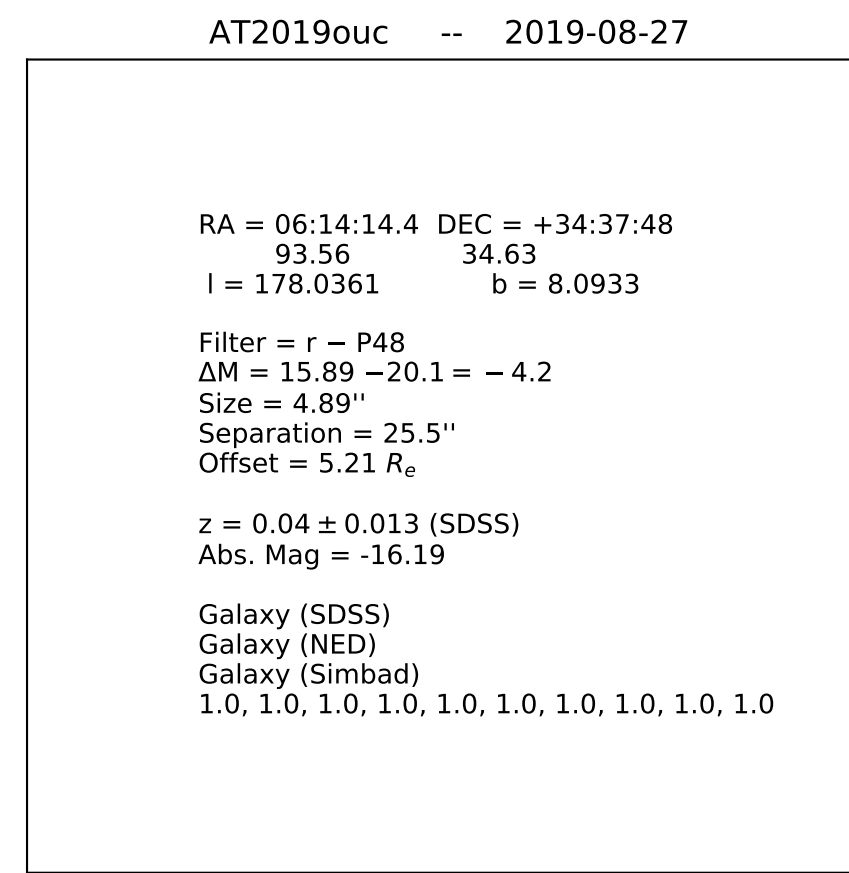 AT2019ouc -- 2019-08-27
RA = 06:14:14.4 DEC = +34:37:48
93.56 34.63
l = 178.0361 b = 8.0933
Filter = r − P48
ΔM = 15.89 −20.1 = − 4.2
Size = 4.89''
Separation = 25.5''
Offset = 5.21 Re
z = 0.04 ± 0.013 (SDSS)
Abs. Mag = -16.19
Galaxy (SDSS)
Galaxy (NED)
Galaxy (Simbad)
1.0, 1.0, 1.0, 1.0, 1.0, 1.0, 1.0, 1.0, 1.0, 1.0